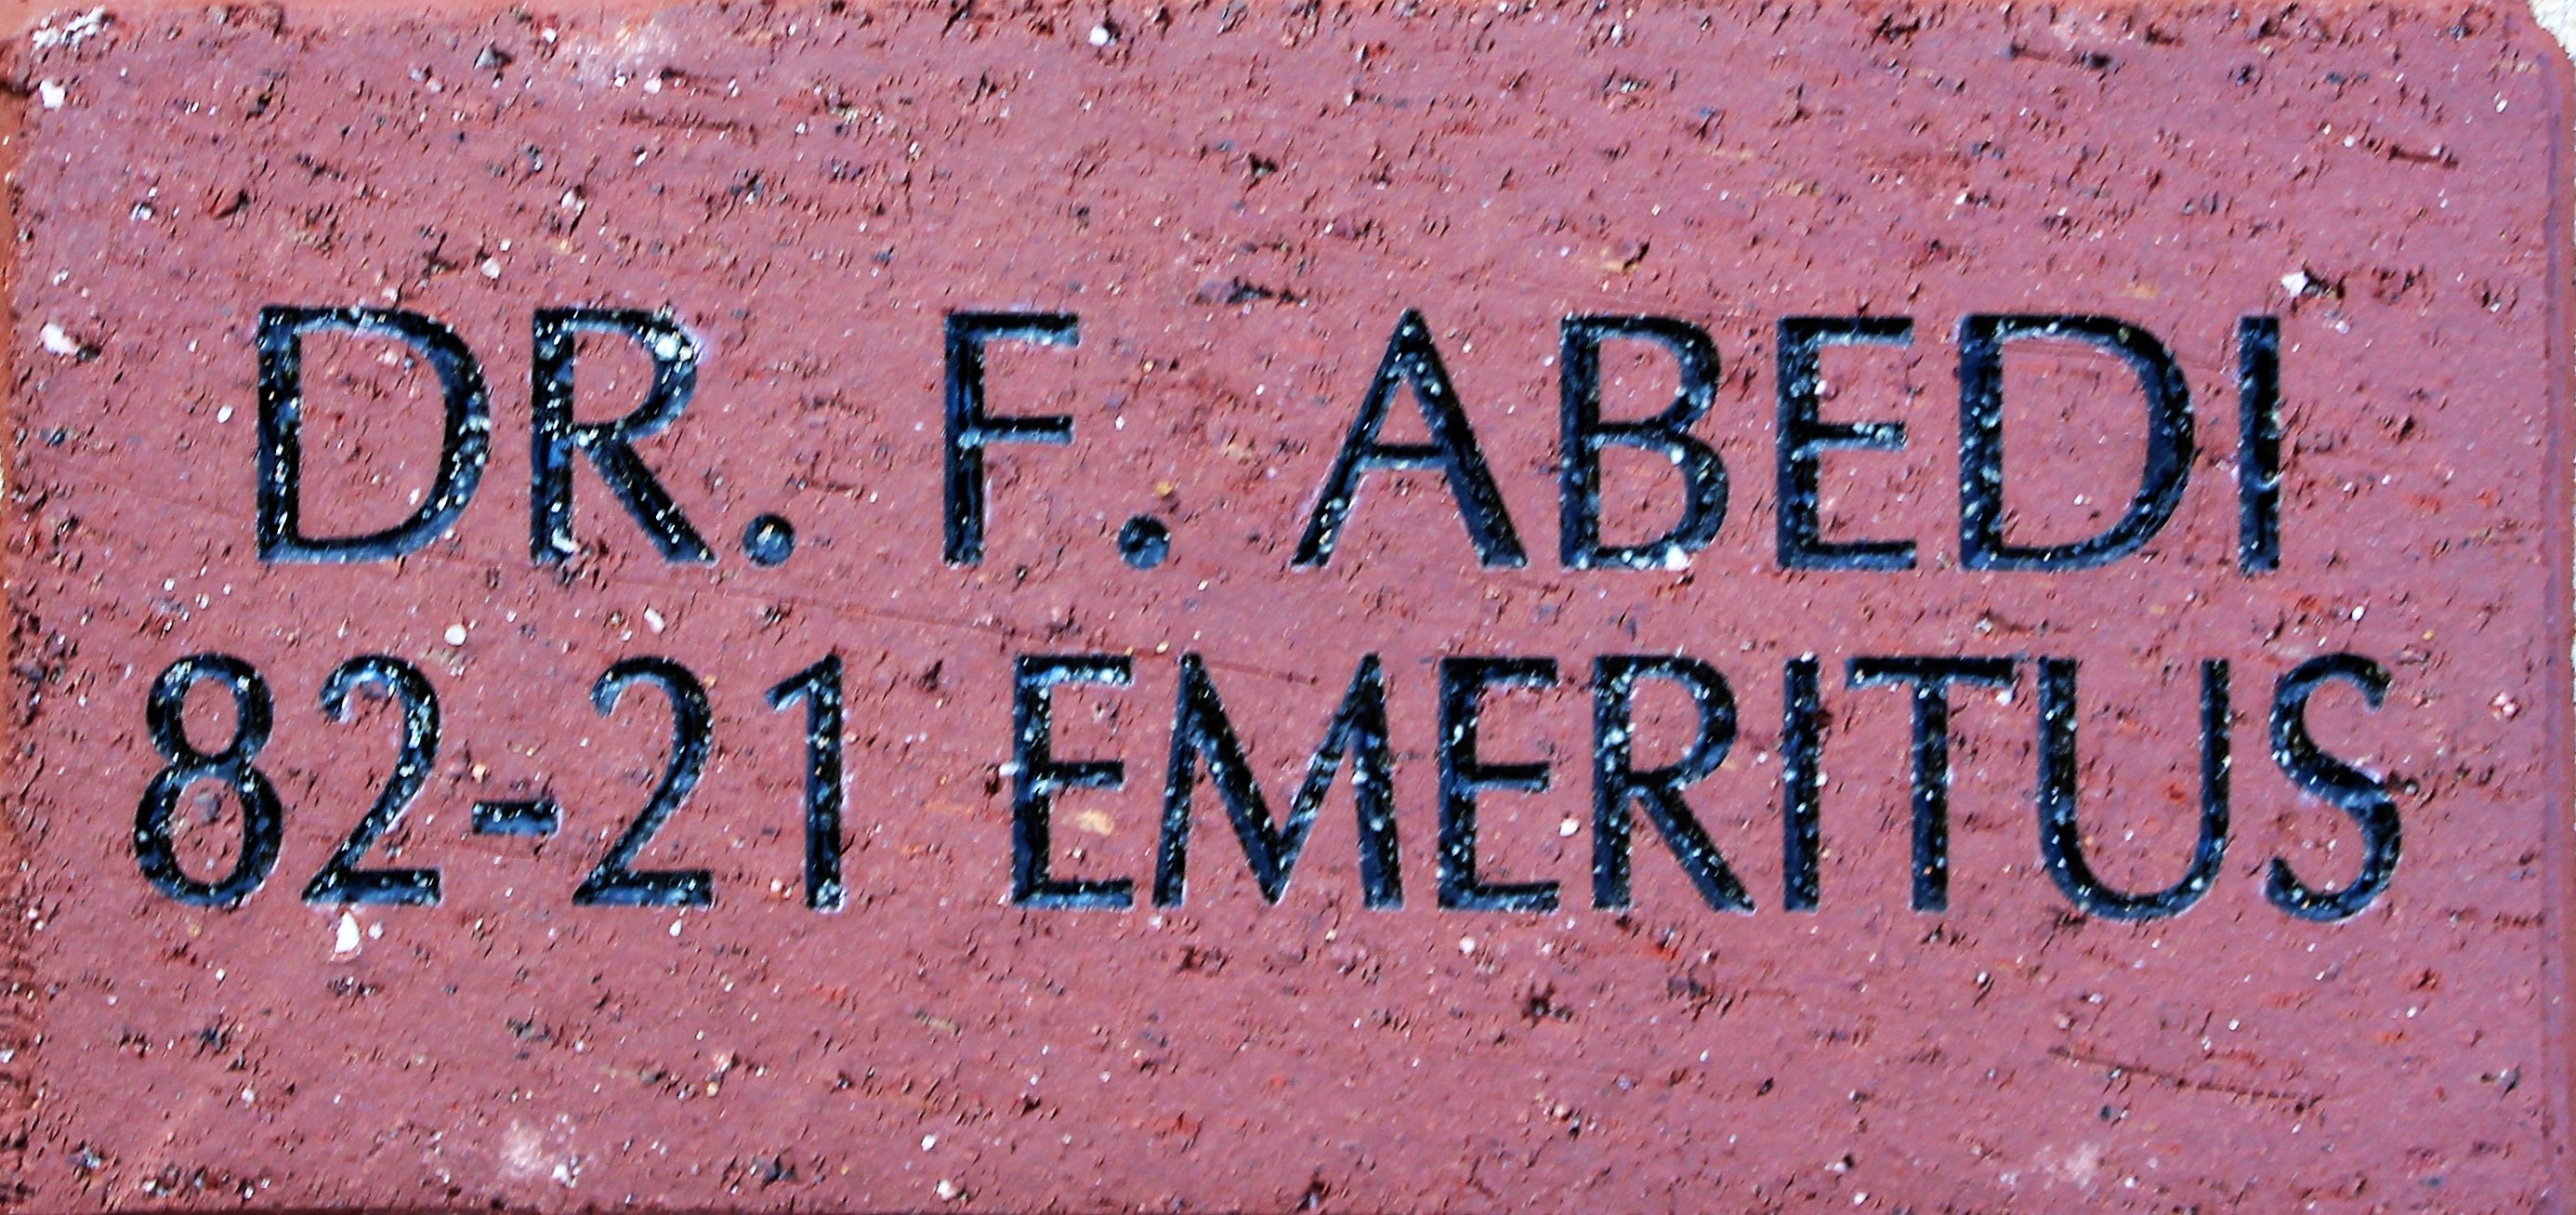 DR. F. ABEDI
82-21 EMERITUS